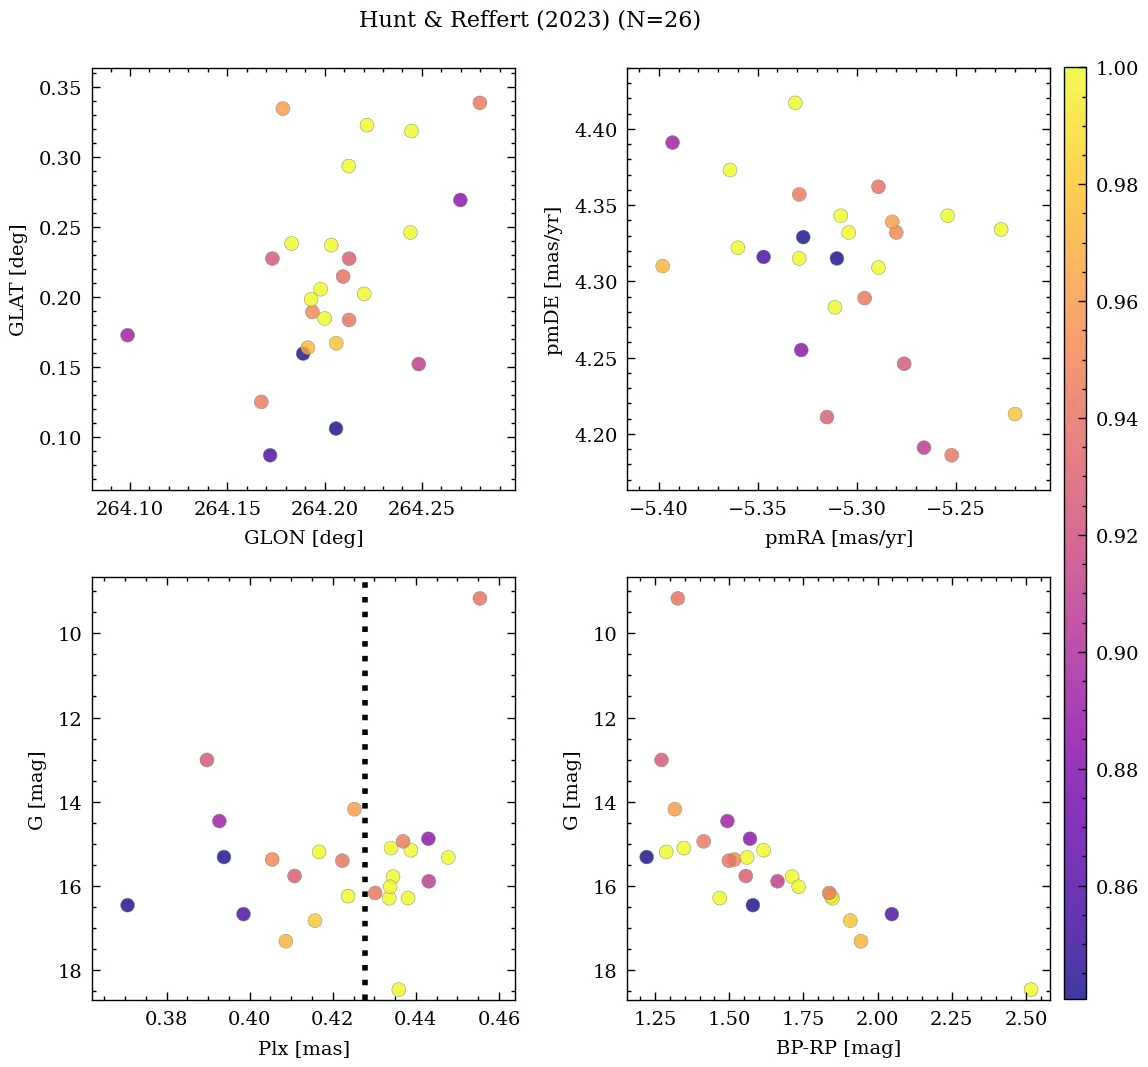 Hunt & Reffert (2023) (N=26)
0.35
0.30
0.25
0.20
0.15
0.10
GLAT [deg]
264.10 264.15 264.20 264.25
GLON [deg]
4.40
4.35
4.30
4.25
4.20
pmDE [mas/yr]
−5.40 −5.35 −5.30 −5.25
pmRA [mas/yr]
10
12
14
16
18
G [mag]
0.38 0.40 0.42 0.44 0.46
Plx [mas]
10
12
14
16
18
G [mag]
1.25 1.50 1.75 2.00 2.25 2.50
BP-RP [mag]
1.00
0.98
0.96
0.94
0.92
0.90
0.88
0.86